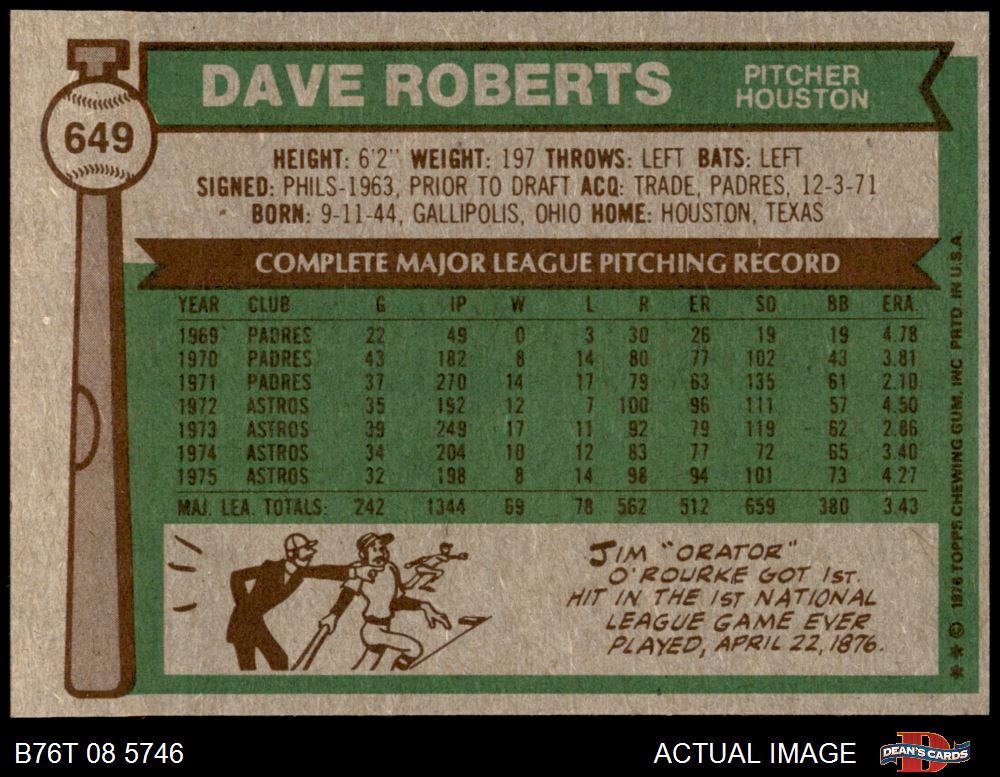 649
DAVE ROBERTS
PITCHER
HOUSTON
HEIGHT: 6'2" WEIGHT: 197 THROWS: LEFT BATS: LEFT
SIGNED: PHILS-1963, PRIOR TO DRAFT ACQ: TRADE, PADRES, 12-3-71
BORN: 9-11-44, GALLIPOLIS, OHIO HOME: HOUSTON, TEXAS
COMPLETE MAJOR LEAGUE PITCHING RECORD
YEAR CLUB G IP W L R ER SO BB ERA
1969 PADRES 22 49 0 3 30 26 19 19 4.78
1970 PADRES 43 182 8 14 80 77 102 43 3.81
1971 PADRES 37 270 14 17 79 63 135 61 2.10
1972 ASTROS 35 192 12 7 100 96 111 57 4.50
1973 ASTROS 39 249 17 11 92 79 119 62 2.86
1974 ASTROS 34 204 10 12 83 77 72 65 3.40
1975 ASTROS 32 198 8 14 98 94 101 73 4.27
MAJ. LEA. TOTALS: 242 1344 69 78 562 512 659 380 3.43
JIM "ORATOR"
O'ROURKE GOT 1ST.
HIT IN THE 1ST NATIONAL
LEAGUE GAME EVER
PLAYED, APRIL 22, 1876.
** © 1976 TOPPS CHEWING GUM, INC. PRTD. IN U.S.A.
B76T 08 5746
ACTUAL IMAGE
DEAN'S CARDS